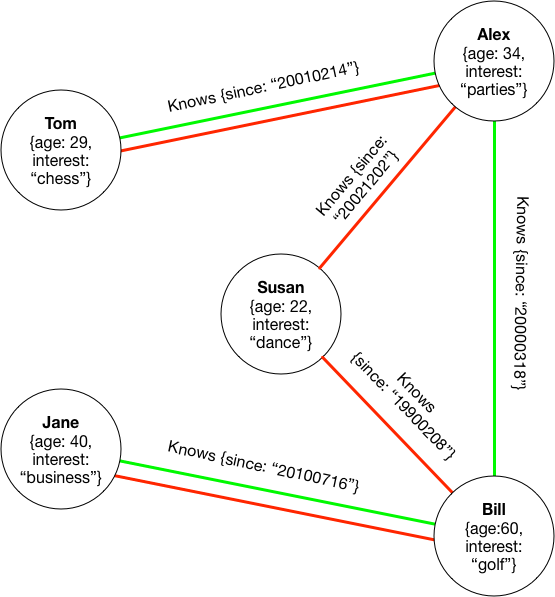 Alex
{age: 34,
interest:
“parties”}
Knows {since: “20010214”}
Tom
{age: 29,
interest:
“chess”}
Knows {since:
“20021202”}
Knows {since: “20000318”}
Susan
{age: 22,
interest:
“dance”}
Knows
{since: “19900208”}
Jane
{age: 40,
interest:
“business”}
Knows {since: “20100716”}
Bill
{age:60,
interest:
“golf”}